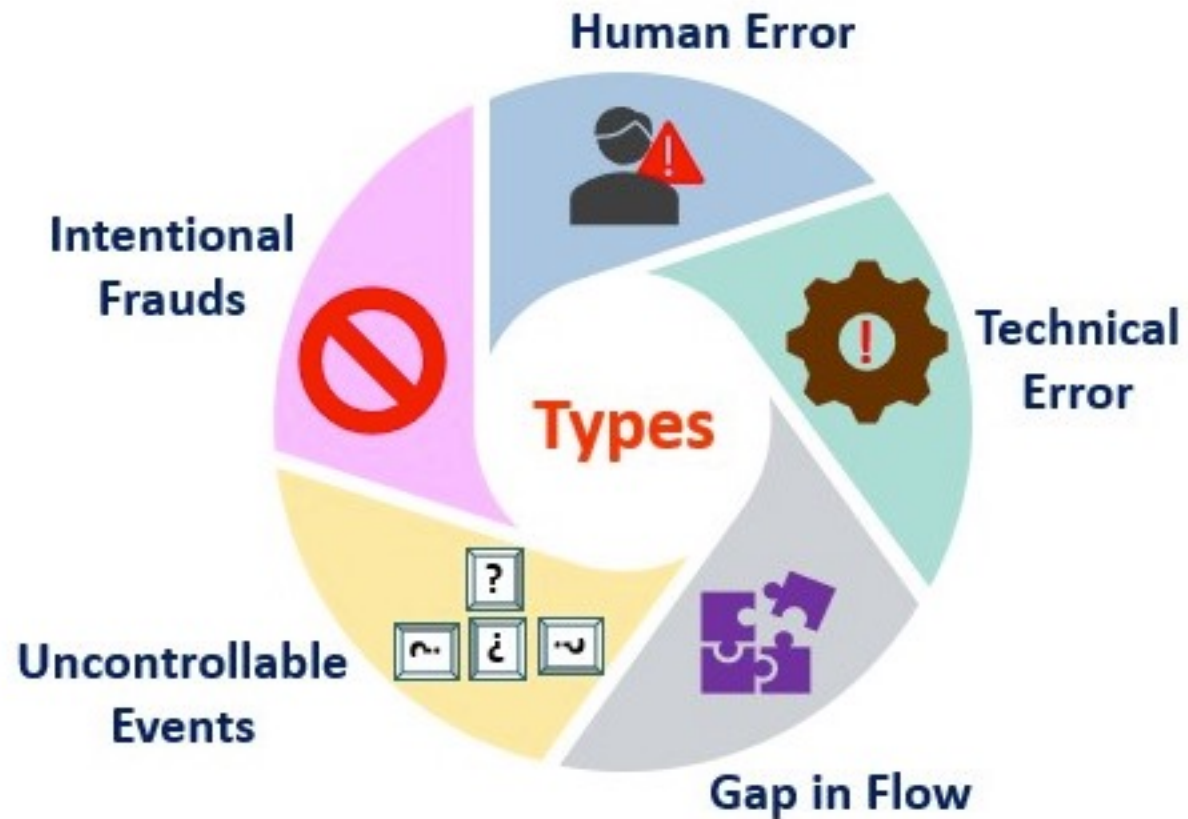 Human Error
Technical
Error
Gap in Flow
Uncontrollable
Events
Intentional
Frauds
Types
!
!
?
?
¿
?